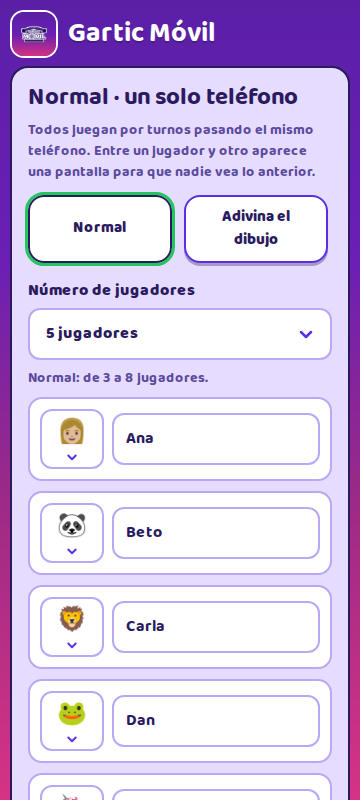 Gartic Móvil
Normal · un solo teléfono
Todos juegan por turnos pasando el mismo
teléfono. Entre un jugador y otro aparece
una pantalla para que nadie vea lo anterior.
Normal
Adivina el
dibujo
Número de jugadores
5 jugadores
Normal: de 3 a 8 jugadores.
Ana
Beto
Carla
Dan